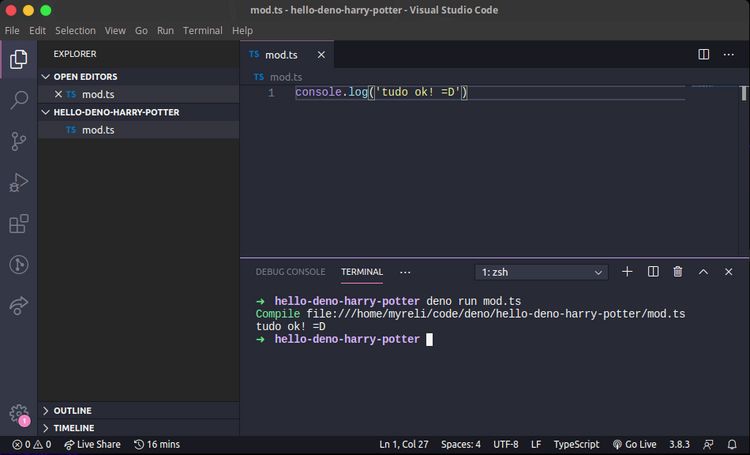 mod.ts - hello-deno-harry-potter - Visual Studio Code
File Edit Selection View Go Run Terminal Help
EXPLORER
OPEN EDITORS
TS mod.ts
HELLO-DENO-HARRY-POTTER
TS mod.ts
OUTLINE
TIMELINE
TS mod.ts
TS mod.ts
1 console.log('tudo ok! =D')
DEBUG CONSOLE TERMINAL 1: zsh
➜ hello-deno-harry-potter deno run mod.ts
Compile file:///home/myreli/code/deno/hello-deno-harry-potter/mod.ts
tudo ok! =D
➜ hello-deno-harry-potter
1
0 0 Live Share 16 mins Ln 1, Col 27 Spaces: 4 UTF-8 LF TypeScript Go Live 3.8.3